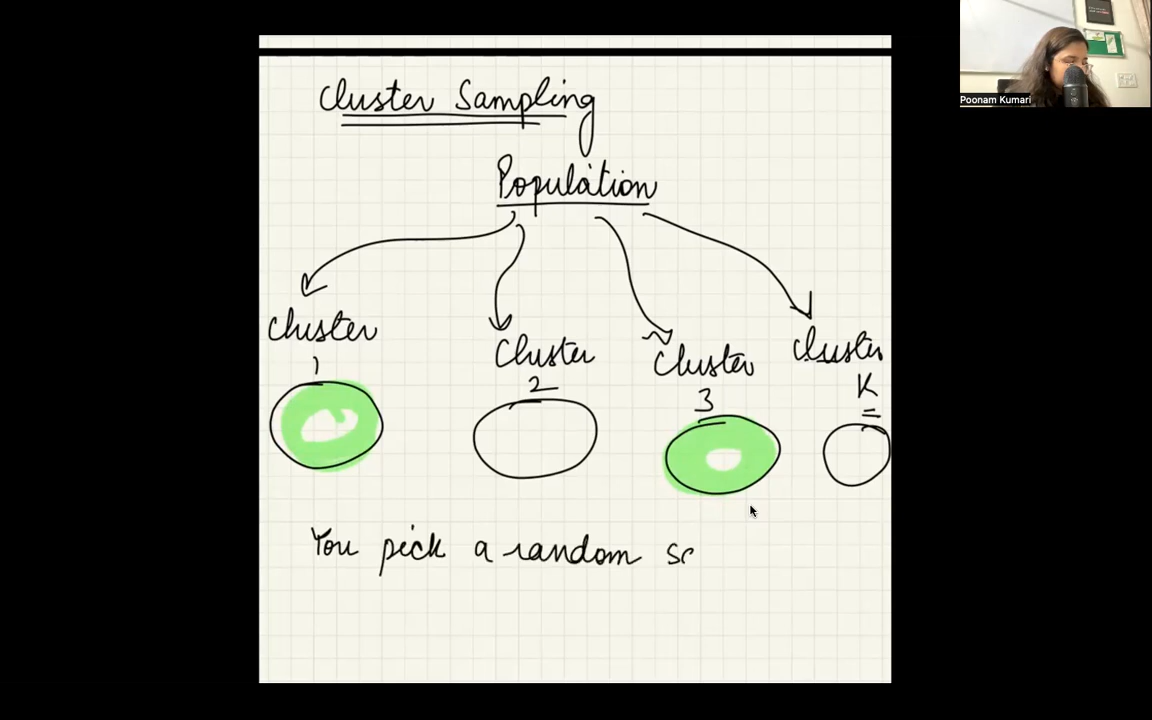 Cluster Sampling
Population
Cluster
1
Cluster
2
Cluster
3
Cluster
K
You pick a random
Poonam Kumari